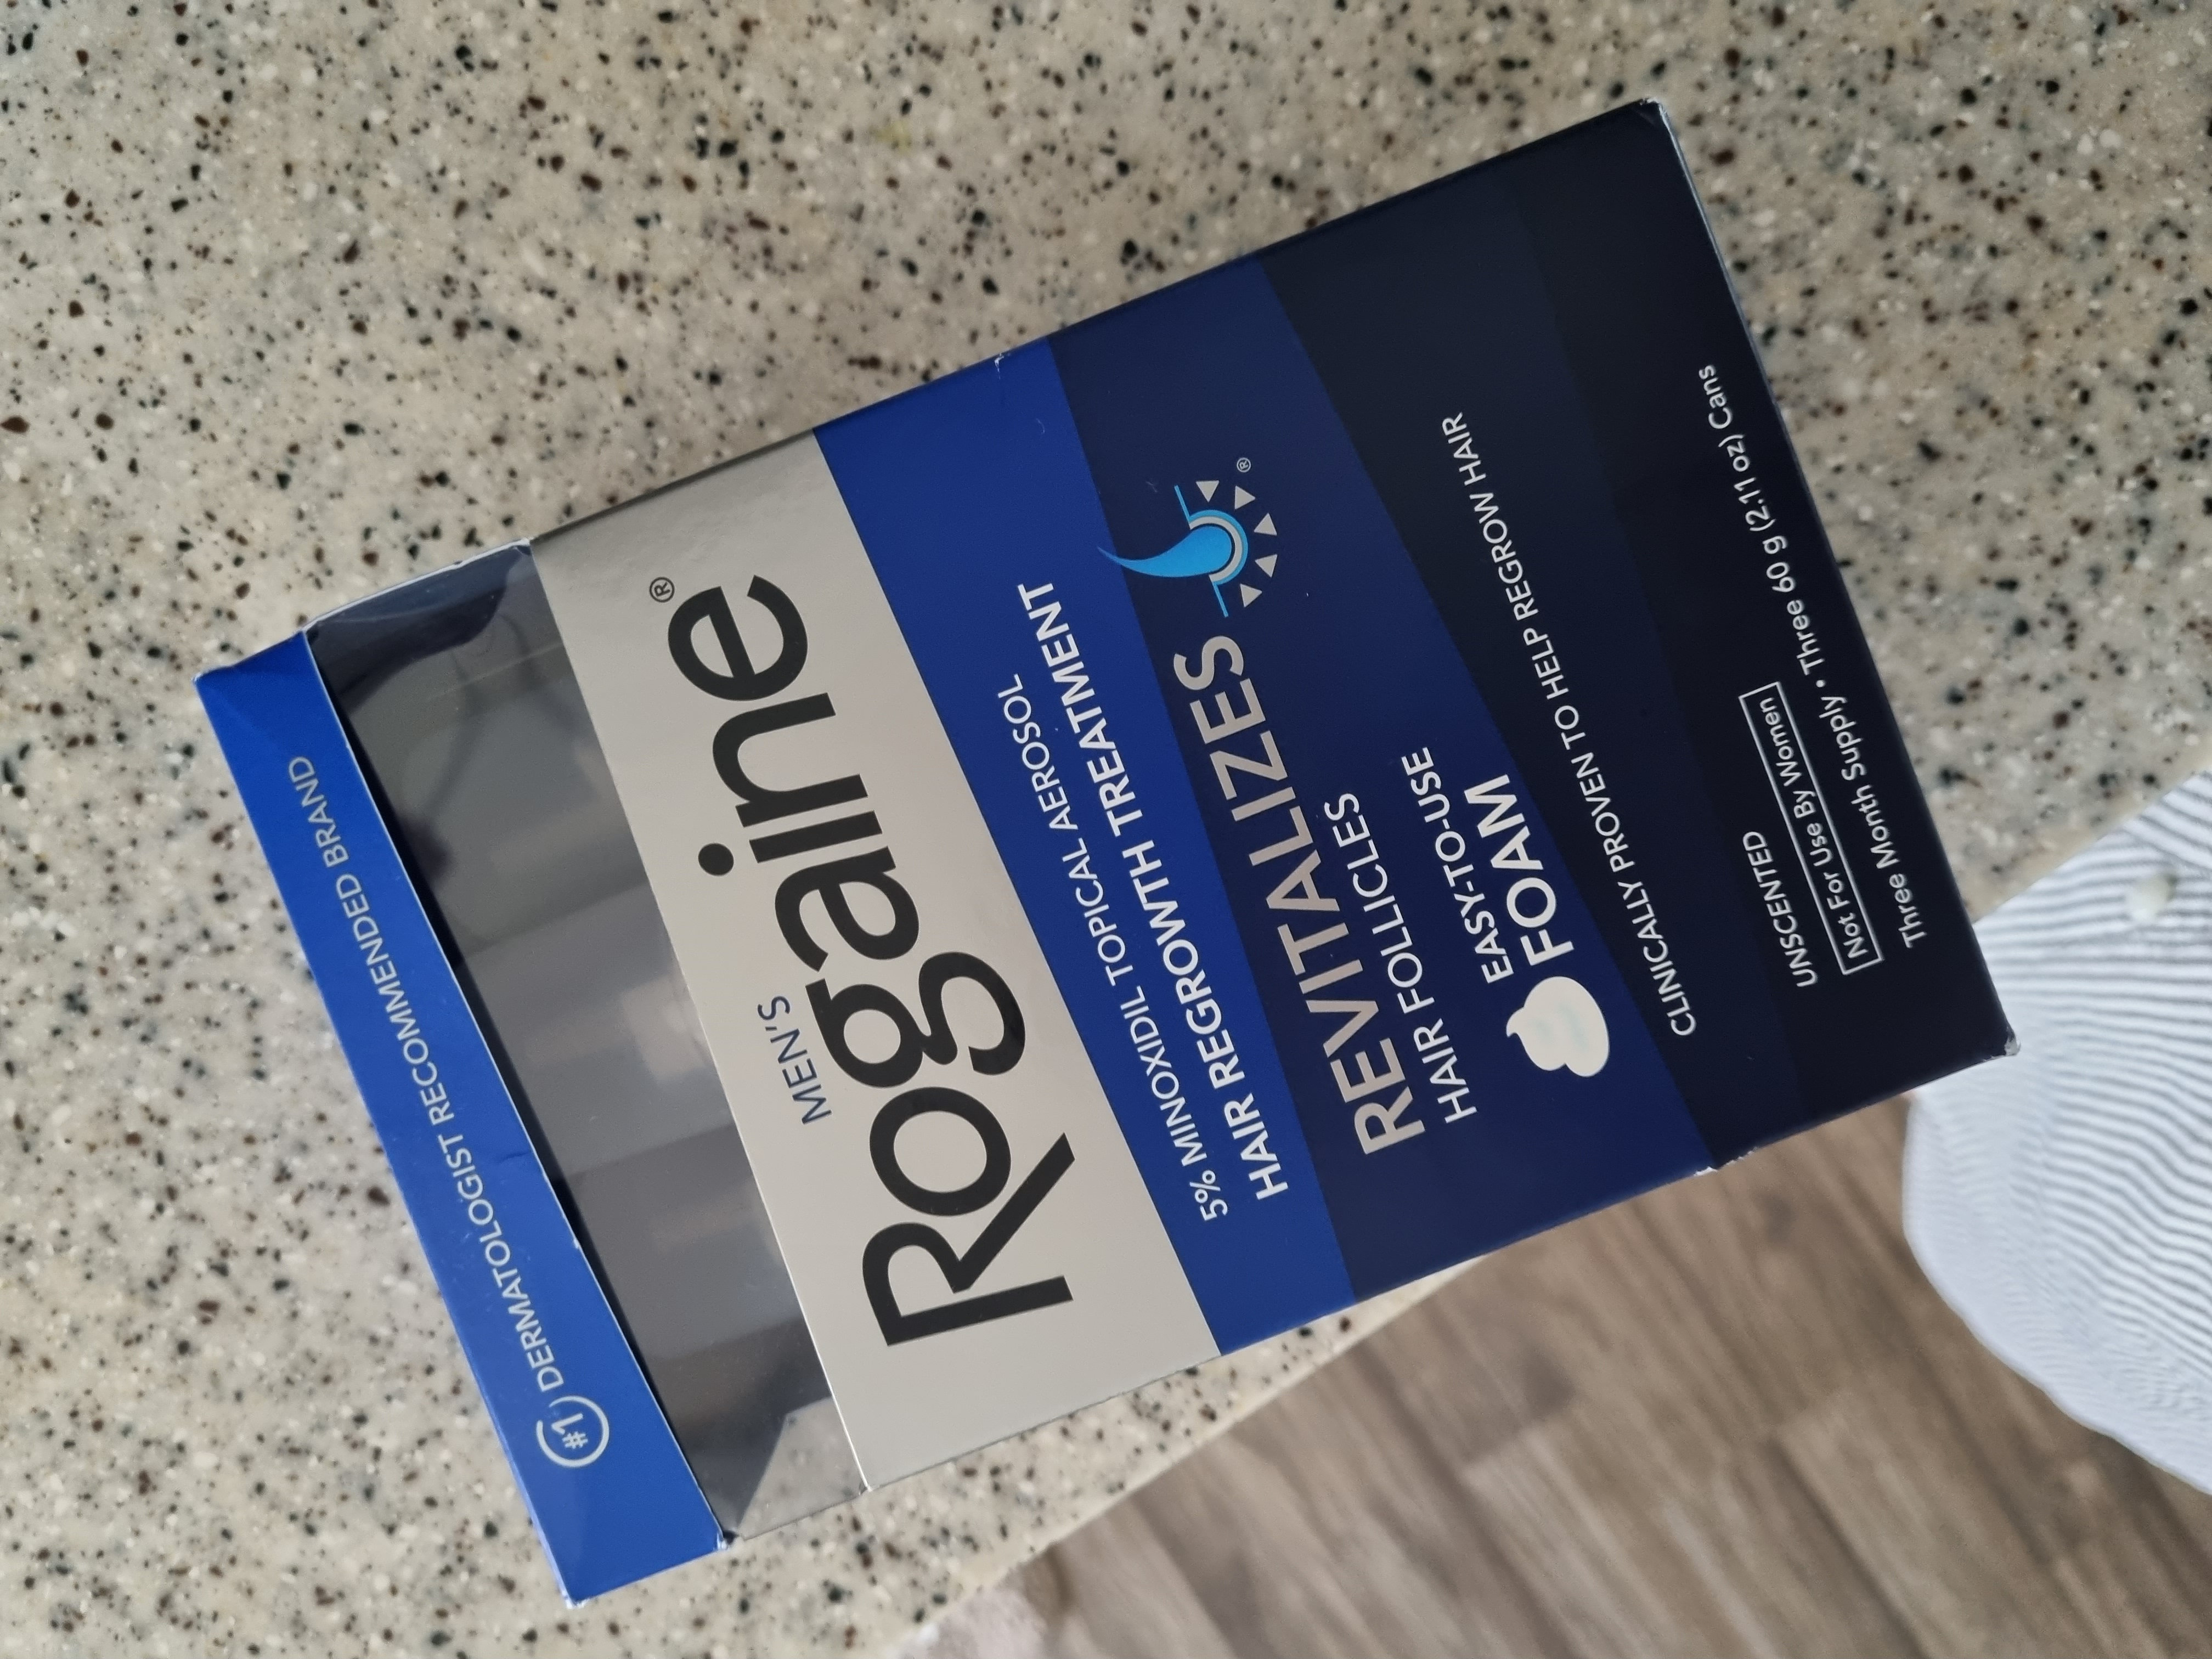 #1 DERMATOLOGIST RECOMMENDED BRAND
MEN'S
Rogaine®
5% MINOXIDIL TOPICAL AEROSOL
HAIR REGROWTH TREATMENT
REVITALIZES ®
HAIR FOLLICLES
EASY-TO-USE
FOAM
CLINICALLY PROVEN TO HELP REGROW HAIR
UNSCENTED
Not For Use By Women
Three Month Supply • Three 60 g (2.11 oz) Cans